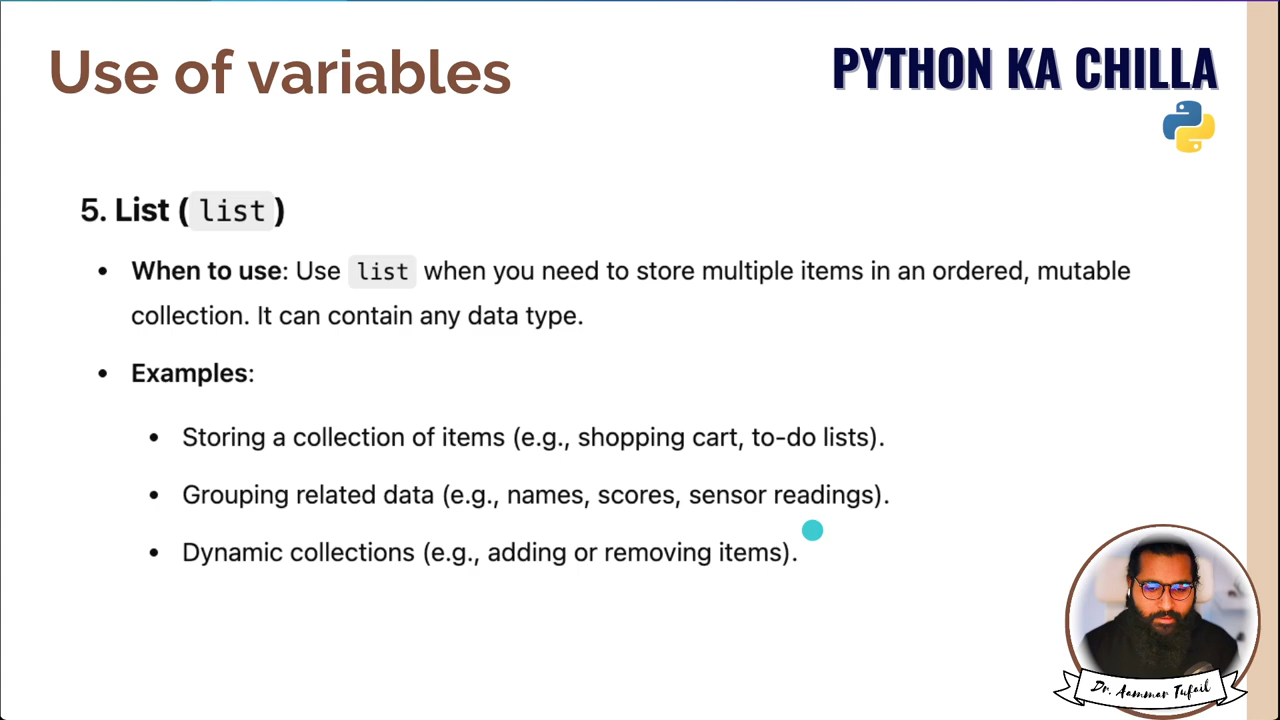 Use of variables
PYTHON KA CHILLA
5. List ( list )
• When to use: Use list when you need to store multiple items in an ordered, mutable
collection. It can contain any data type.
• Examples:
• Storing a collection of items (e.g., shopping cart, to-do lists).
• Grouping related data (e.g., names, scores, sensor readings).
• Dynamic collections (e.g., adding or removing items).
Dr. Aammar Tufail